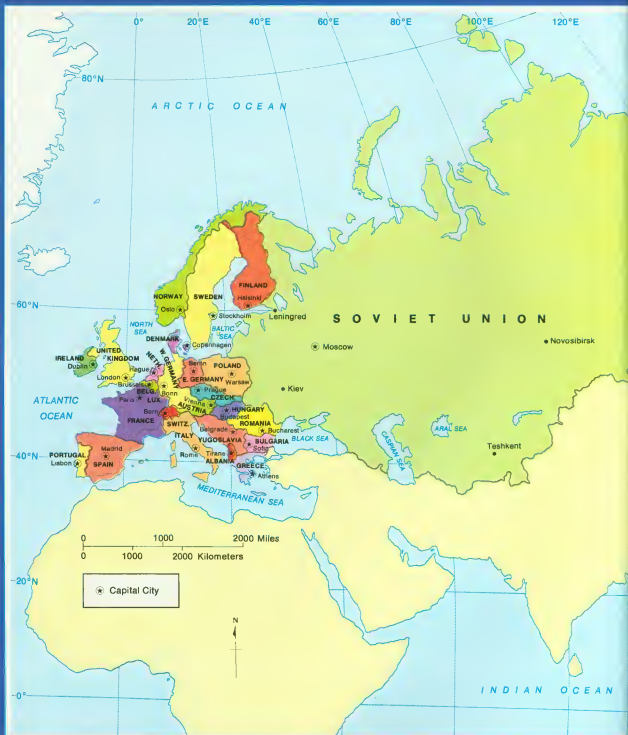 0° 20°E 40°E 60°E 80°E 100°E 120°E
80°N
ARCTIC OCEAN
FINLAND
Helsinki
NORWAY
Oslo
SWEDEN
Stockholm
60°N
Leningred
SOVIET UNION
NORTH
SEA
BALTIC
SEA
DENMARK
Copenhagen
Moscow
Novosibirsk
IRELAND
Dublin
UNITED
KINGDOM
London
NETH.
Hague
W. GERMANY
Bonn
Berlin
E. GERMANY
POLAND
Warsaw
Brussels
BELG.
LUX.
Prague
CZECH.
Kiev
ATLANTIC
OCEAN
Paris
FRANCE
Bern
SWITZ.
Vienna
AUSTRIA
HUNGARY
Budapest
ROMANIA
Bucharest
Belgrade
YUGOSLAVIA
BULGARIA
Sofia
BLACK SEA
CASPIAN SEA
ARAL SEA
Teshkent
ITALY
Rome
Tirane
ALBANIA
GREECE
Athens
PORTUGAL
Lisbon
Madrid
SPAIN
40°N
MEDITERRANEAN SEA
0 1000 2000 Miles
0 1000 2000 Kilometers
Capital City
20°N
N
0°
INDIAN OCEAN